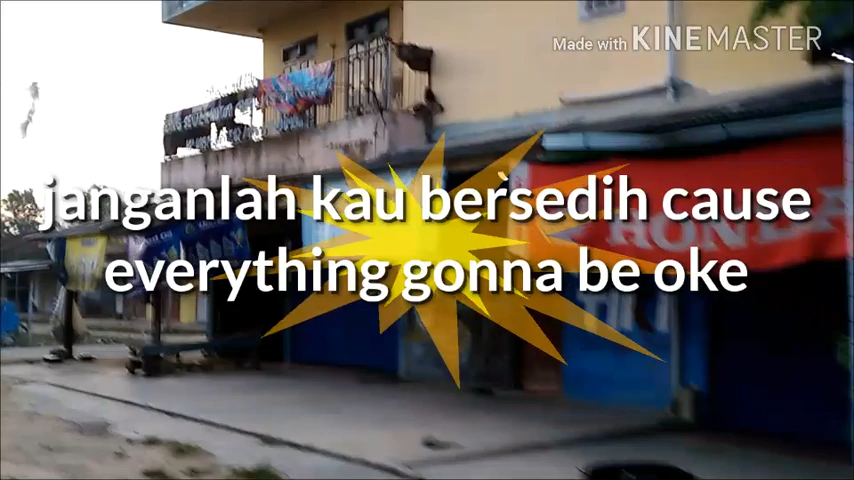 Made with KINEMASTER
janganlah kau bersedih cause
everything gonna be oke
HONDA